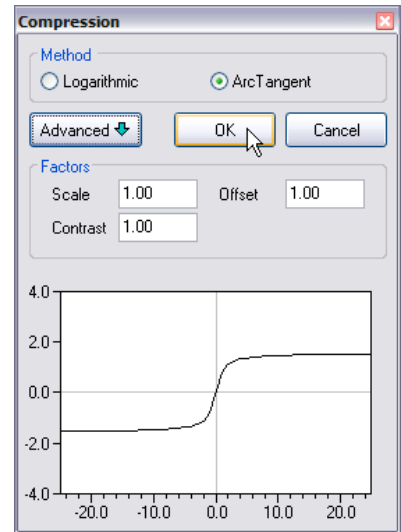 Compression
Method
Logarithmic ArcTangent
Advanced OK Cancel
Factors
Scale 1.00 Offset 1.00
Contrast 1.00
4.0
2.0
0.0
-2.0
-4.0
-20.0 -10.0 0.0 10.0 20.0